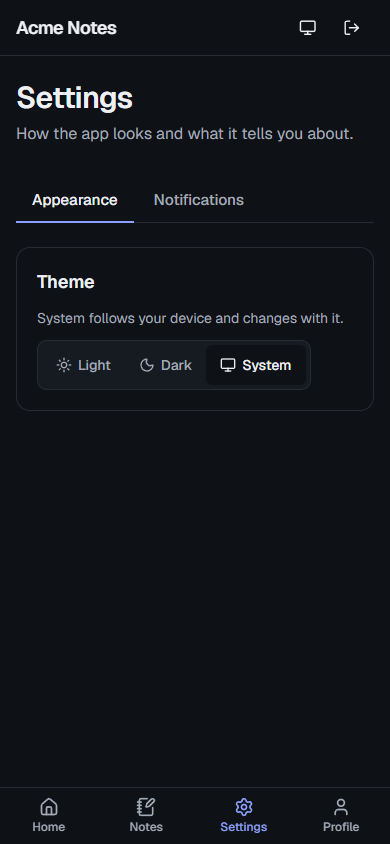 Acme Notes
Settings
How the app looks and what it tells you about.
Appearance
Notifications
Theme
System follows your device and changes with it.
Light
Dark
System
Home
Notes
Settings
Profile